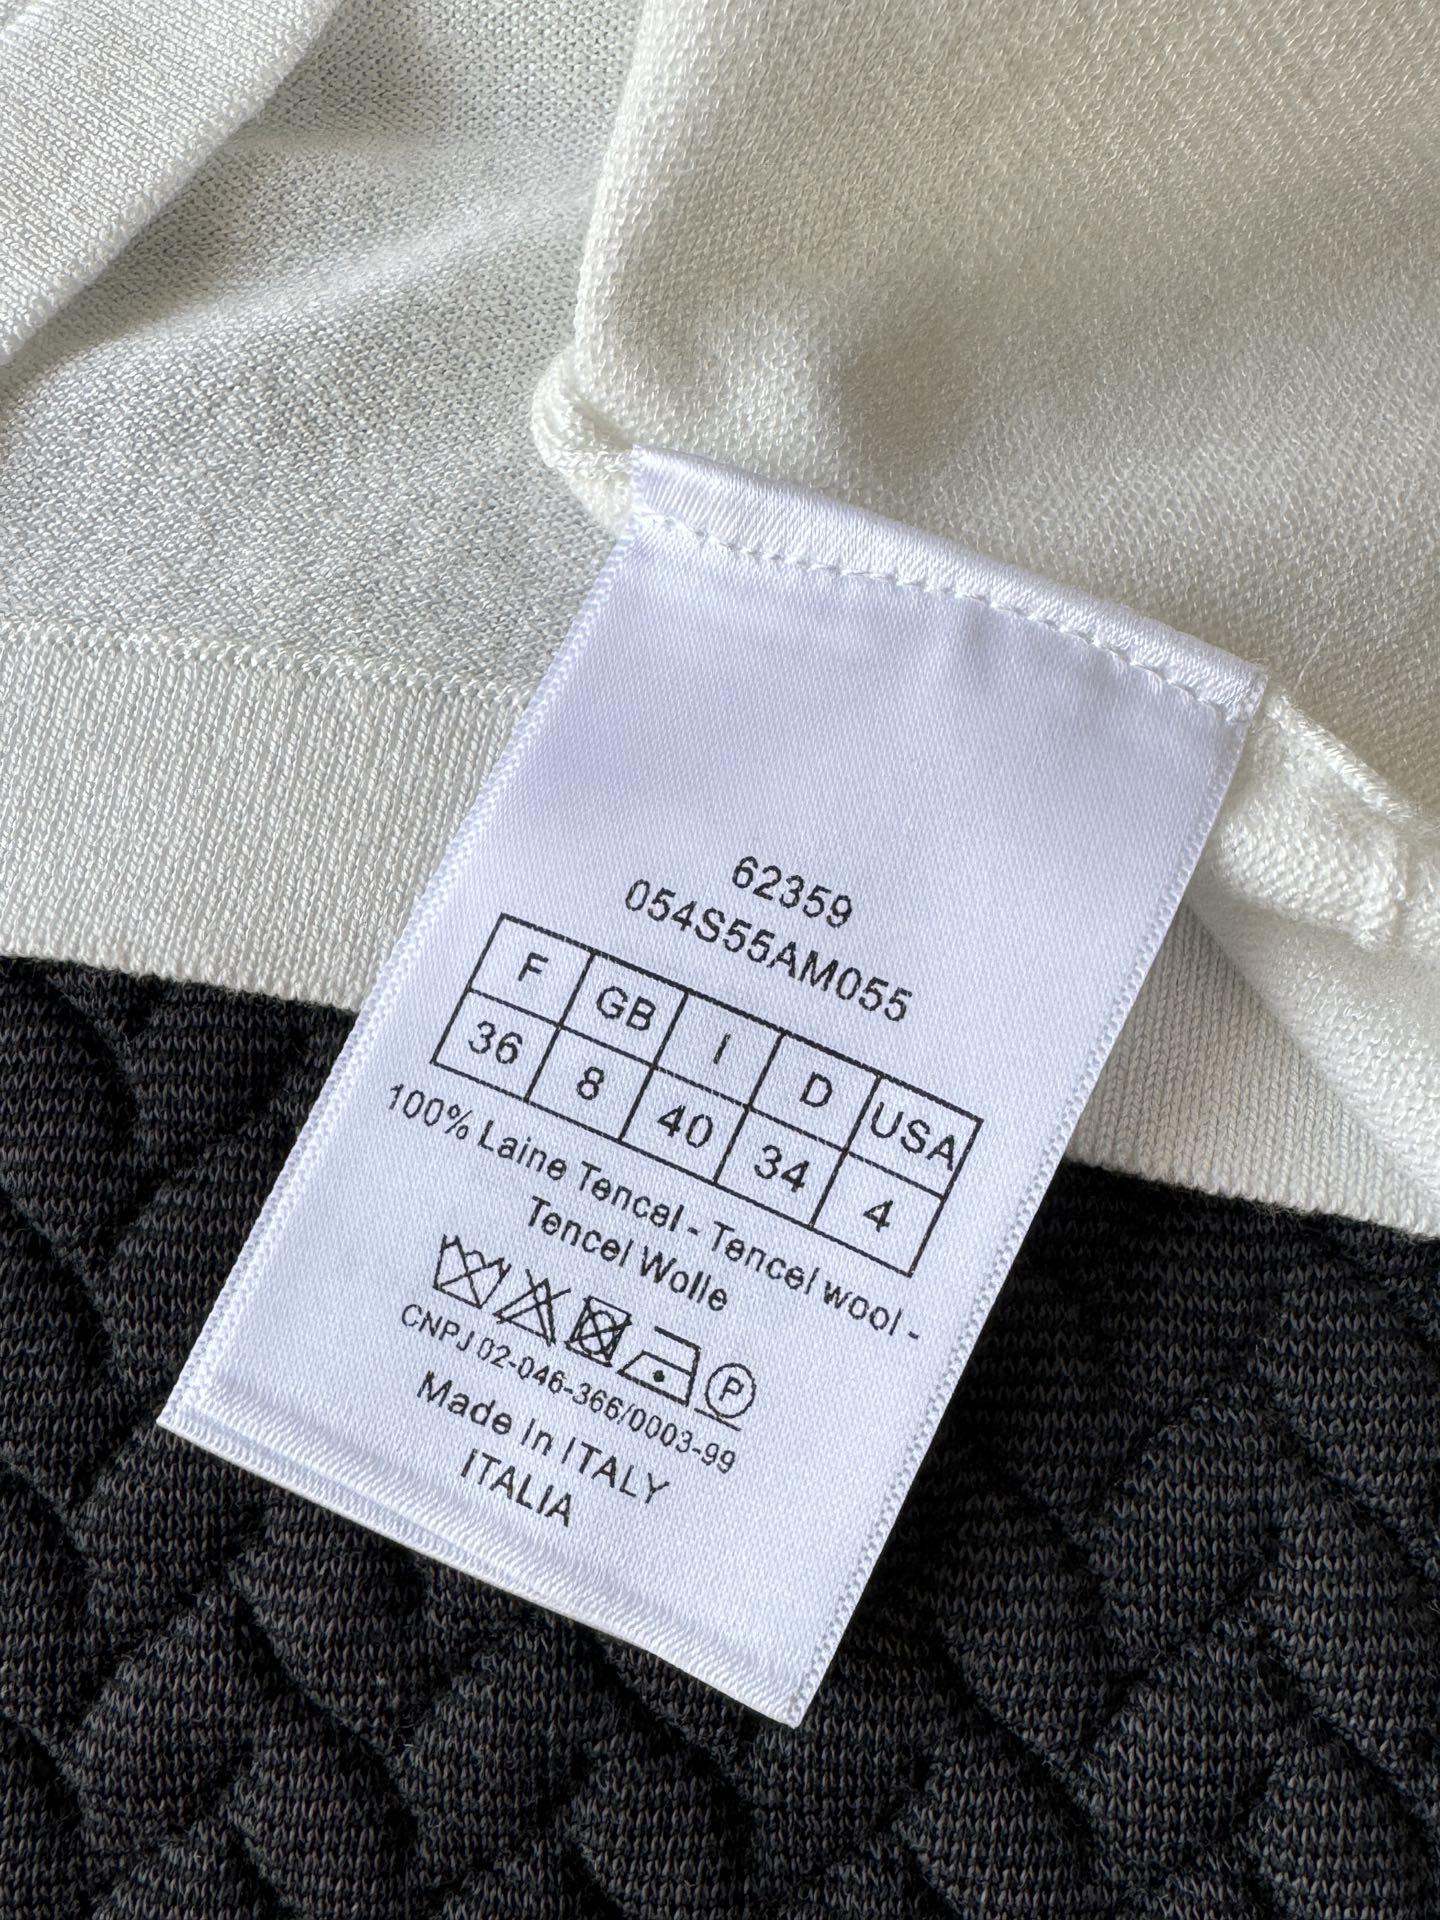 62359
054S55AM055
F GB I D USA
36 8 40 34 4
100% Laine Tencel - Tencel wool -
Tencel Wolle
P
CNPJ 02-046-366/0003-99
Made In ITALY
ITALIA